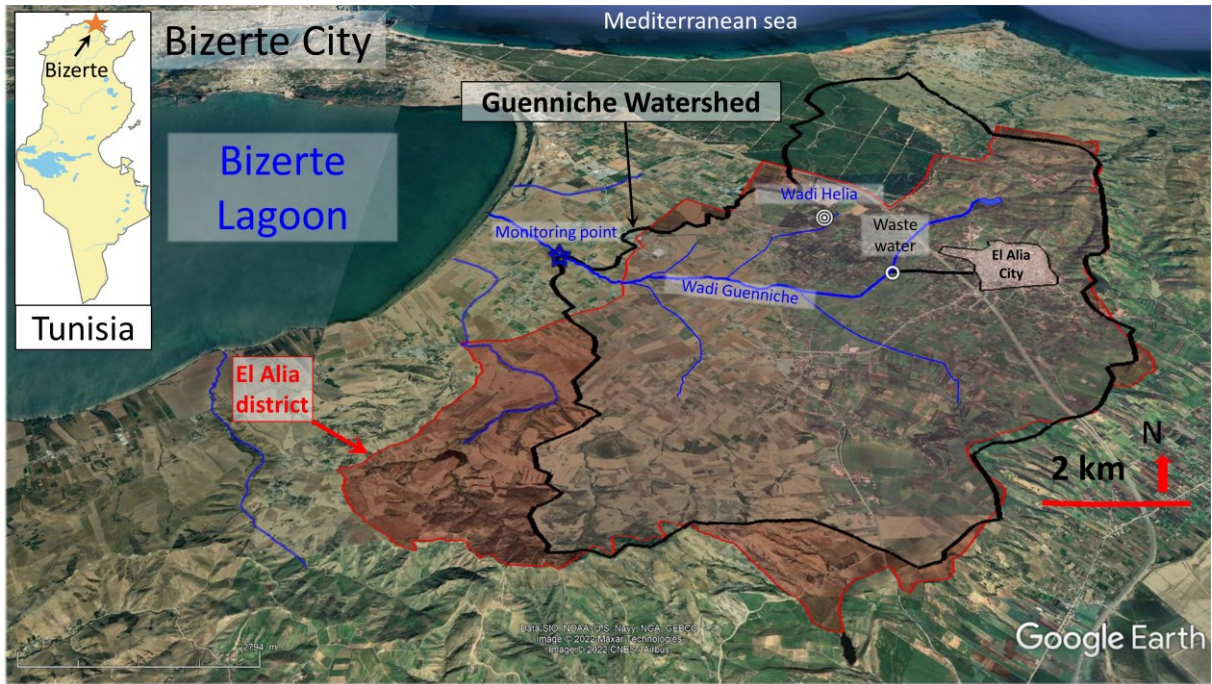 Mediterranean sea
Bizerte City
Bizerte
Guenniche Watershed
Bizerte
Lagoon
Wadi Helia
Monitoring point
Waste
water
El Alia
City
Wadi Guenniche
Tunisia
El Alia
district
N
2 km
Data SIO, NOAA, U.S. Navy, NGA, GEBCO
Image © 2022 Maxar Technologies
Image © 2022 CNES / Airbus
2794 m
Google Earth